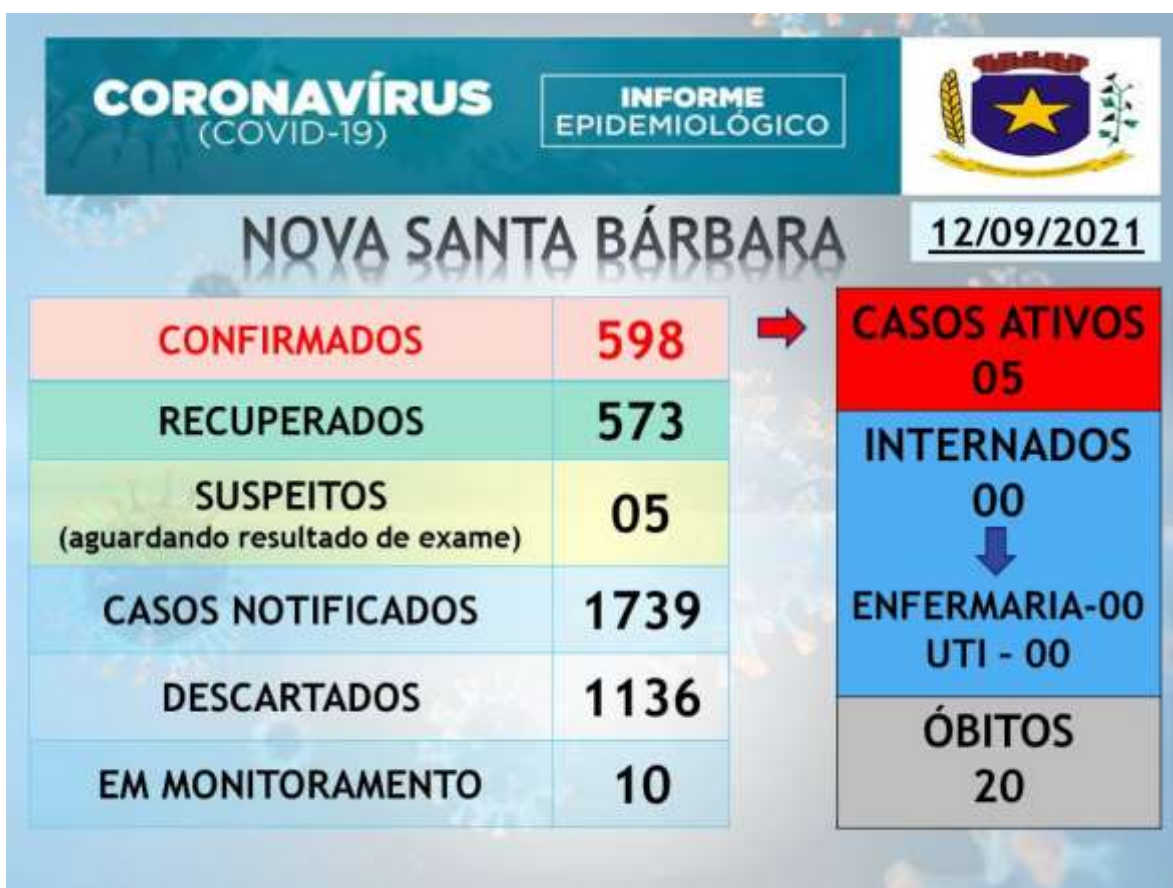 CORONAVÍRUS
(COVID-19)
INFORME
EPIDEMIOLÓGICO
NOVA SANTA BÁRBARA
12/09/2021
CONFIRMADOS 598
RECUPERADOS 573
SUSPEITOS
(aguardando resultado de exame) 05
CASOS NOTIFICADOS 1739
DESCARTADOS 1136
EM MONITORAMENTO 10
CASOS ATIVOS
05
INTERNADOS
00
ENFERMARIA-00
UTI - 00
ÓBITOS
20